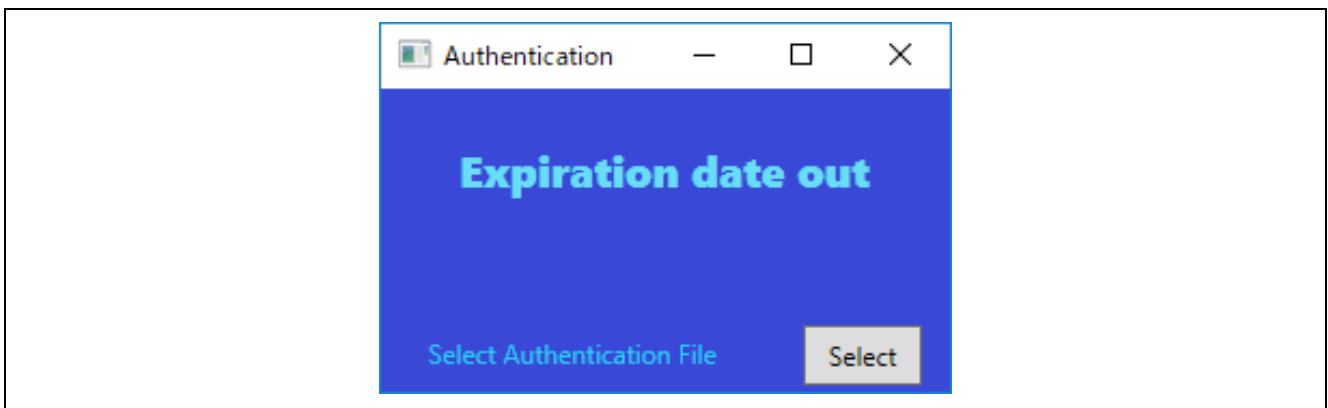 Authentication
Expiration date out
Select Authentication File
Select